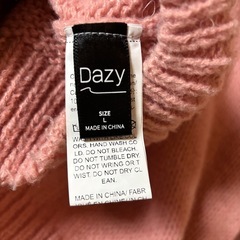 Dazy
SIZE
L
MADE IN CHINA
ORS. HAND WASH CO
LD. DO NOT BLEACH.
DO NOT TUMBLE DRY.
DO NOT WRING OR T
WIST. DO NOT DRY CL
EAN.
MADE IN CHINA/ FABR